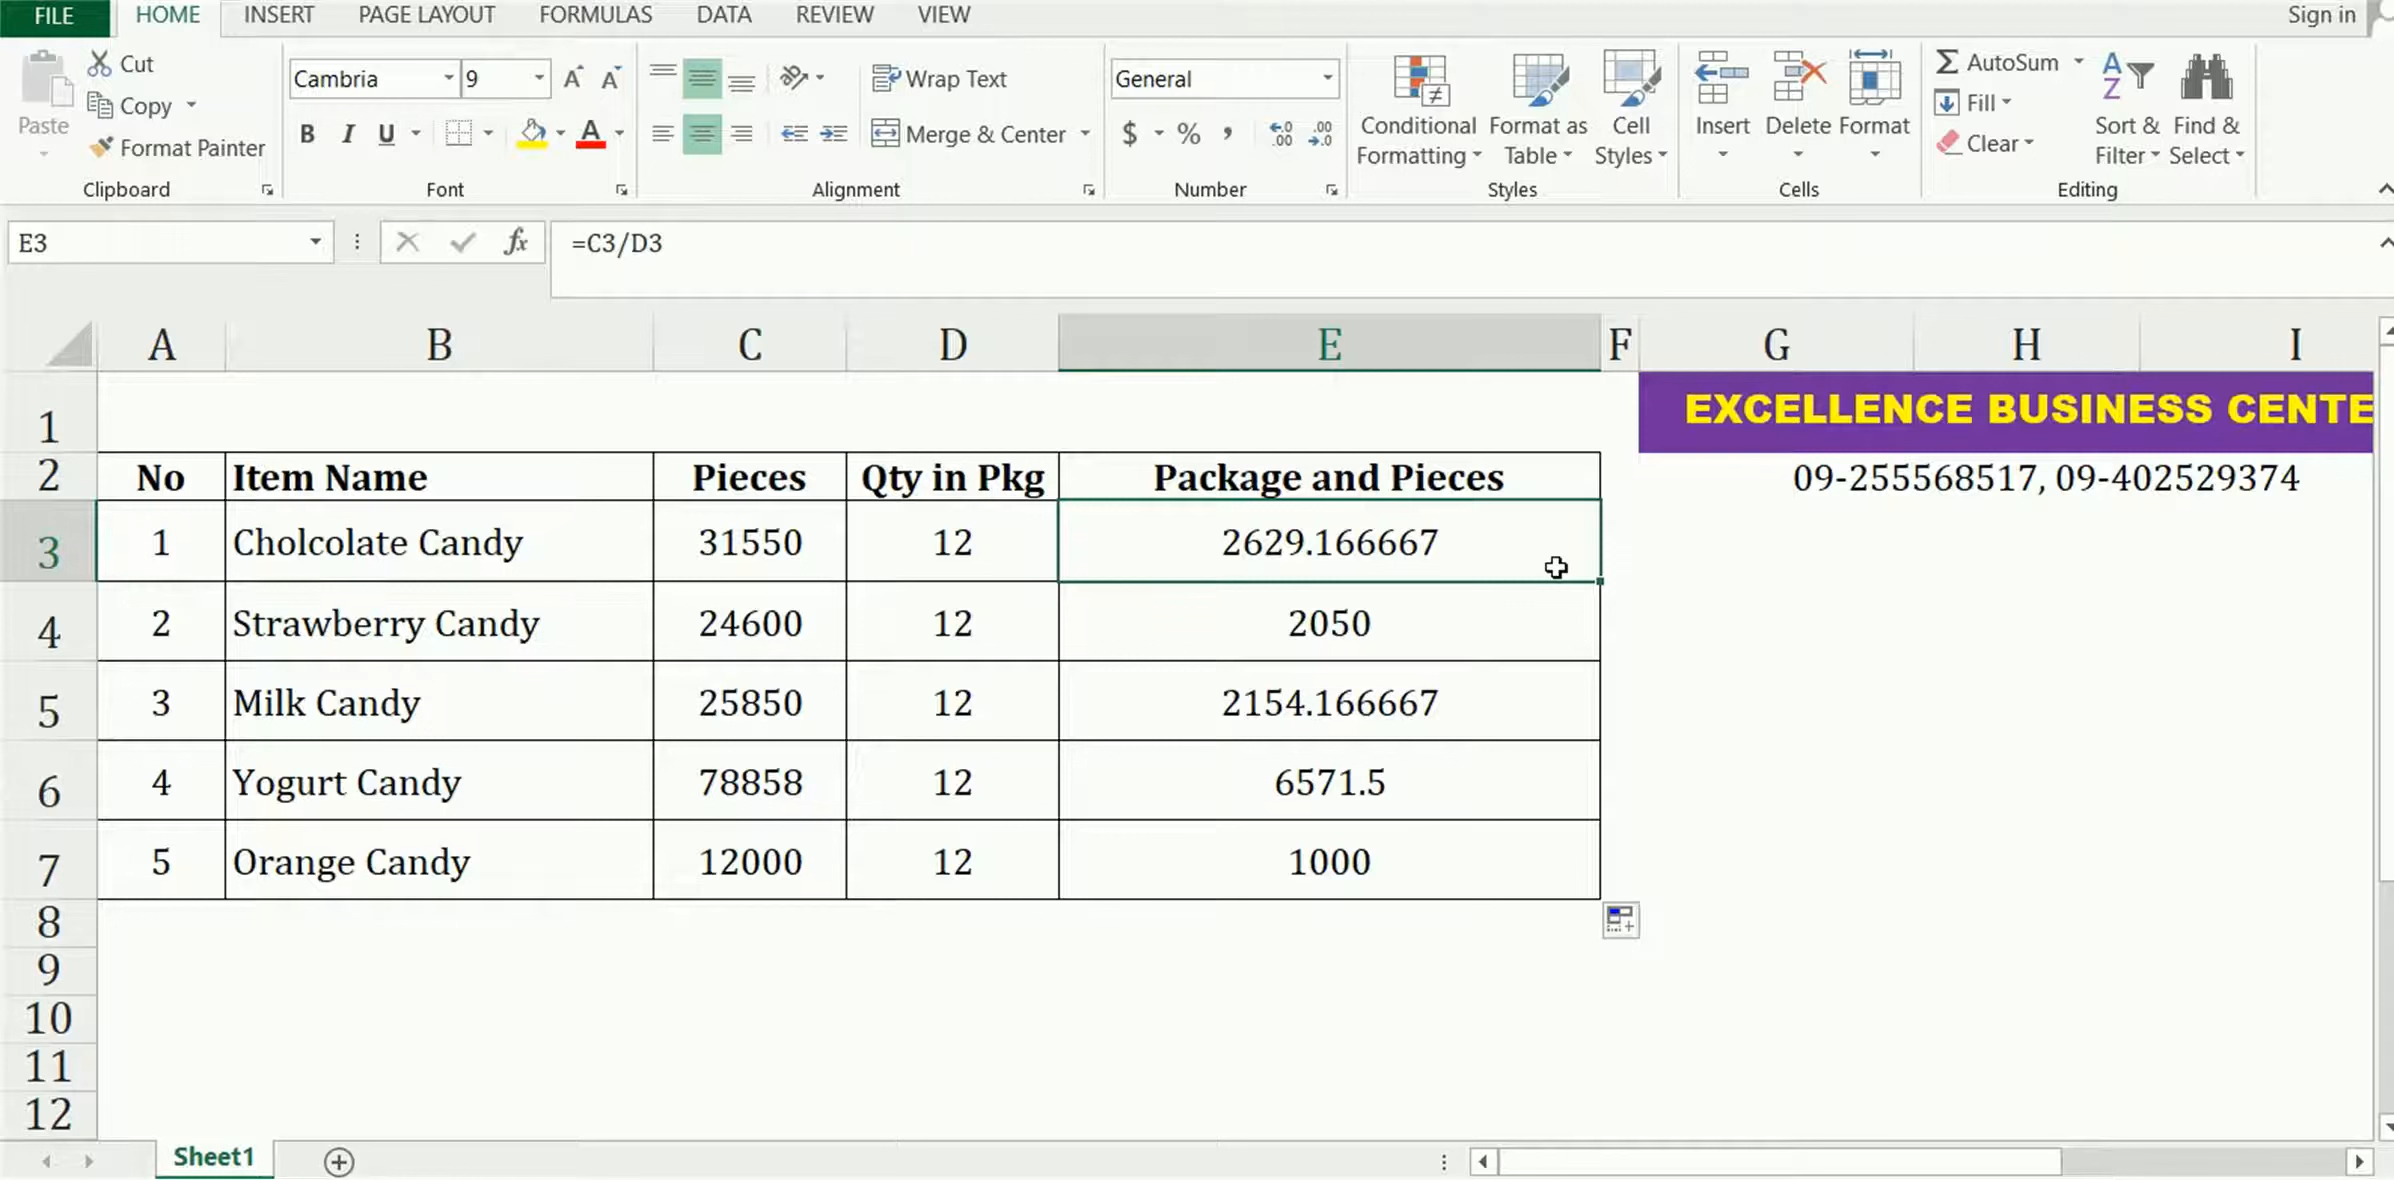 FILE HOME INSERT PAGE LAYOUT FORMULAS DATA REVIEW VIEW Sign in
Paste
Cut
Copy
Format Painter
Clipboard
Cambria 9 A A
B I U A
Font
Wrap Text
Merge & Center
Alignment
General
$ % , .0 .00 .00 .0
Number
Conditional Formatting
Format as Table
Cell Styles
Styles
Insert Delete Format
Cells
AutoSum
Fill
Clear
Sort & Filter
Find & Select
Editing
E3 fx =C3/D3
A B C D E F G H I
1 EXCELLENCE BUSINESS CENTE
2 No Item Name Pieces Qty in Pkg Package and Pieces 09-255568517, 09-402529374
3 1 Cholcolate Candy 31550 12 2629.166667
4 2 Strawberry Candy 24600 12 2050
5 3 Milk Candy 25850 12 2154.166667
6 4 Yogurt Candy 78858 12 6571.5
7 5 Orange Candy 12000 12 1000
8
9
10
11
12
Sheet1